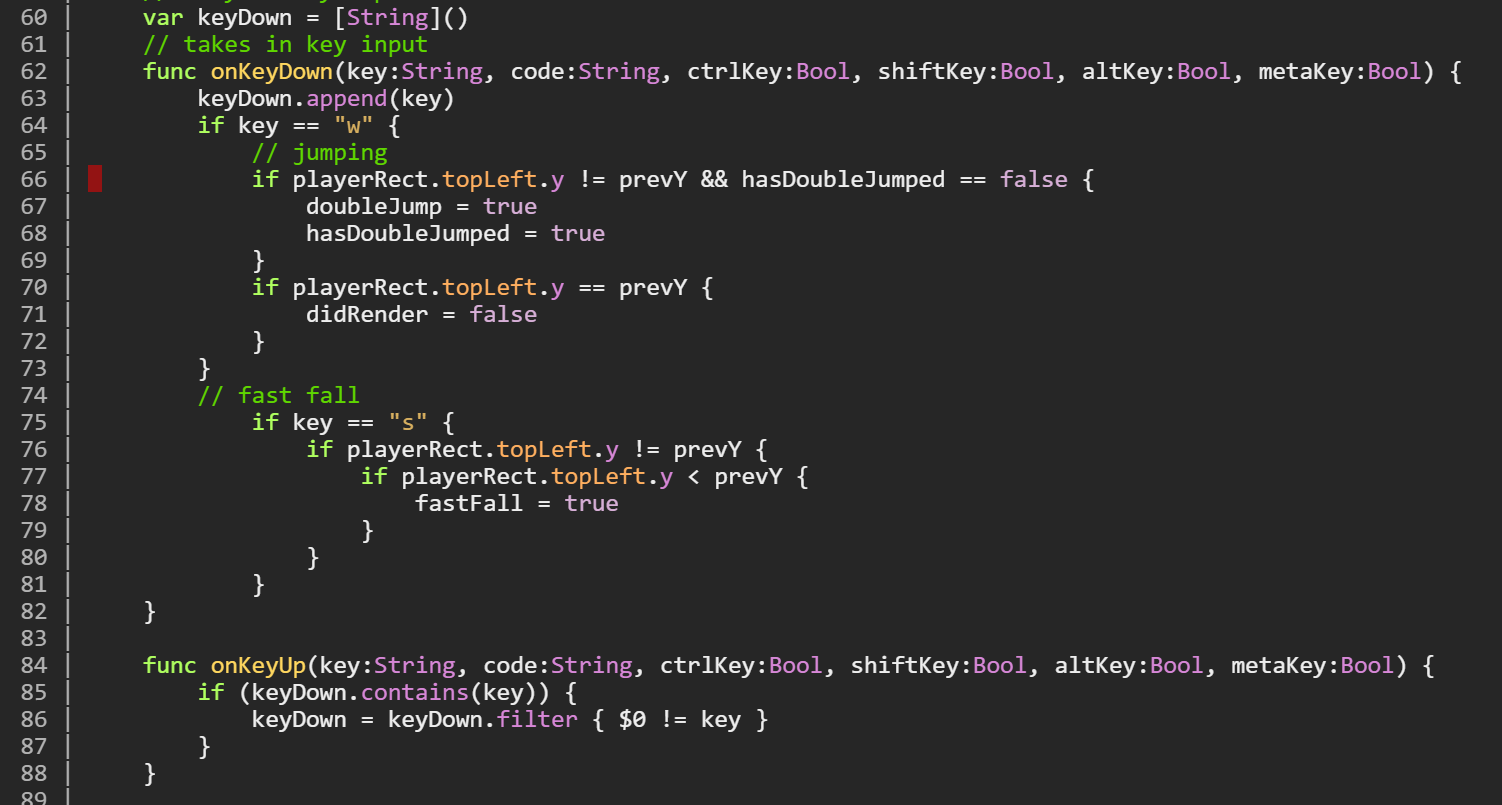 60 |     var keyDown = [String]()
61 |     // takes in key input
62 |     func onKeyDown(key:String, code:String, ctrlKey:Bool, shiftKey:Bool, altKey:Bool, metaKey:Bool) {
63 |         keyDown.append(key)
64 |         if key == "w" {
65 |             // jumping
66 |             if playerRect.topLeft.y != prevY && hasDoubleJumped == false {
67 |                 doubleJump = true
68 |                 hasDoubleJumped = true
69 |             }
70 |             if playerRect.topLeft.y == prevY {
71 |                 didRender = false
72 |             }
73 |         }
74 |         // fast fall
75 |             if key == "s" {
76 |                 if playerRect.topLeft.y != prevY {
77 |                     if playerRect.topLeft.y < prevY {
78 |                         fastFall = true
79 |                     }
80 |                 }
81 |             }
82 |     }
83 |
84 |     func onKeyUp(key:String, code:String, ctrlKey:Bool, shiftKey:Bool, altKey:Bool, metaKey:Bool) {
85 |         if (keyDown.contains(key)) {
86 |             keyDown = keyDown.filter { $0 != key }
87 |         }
88 |     }
89 |